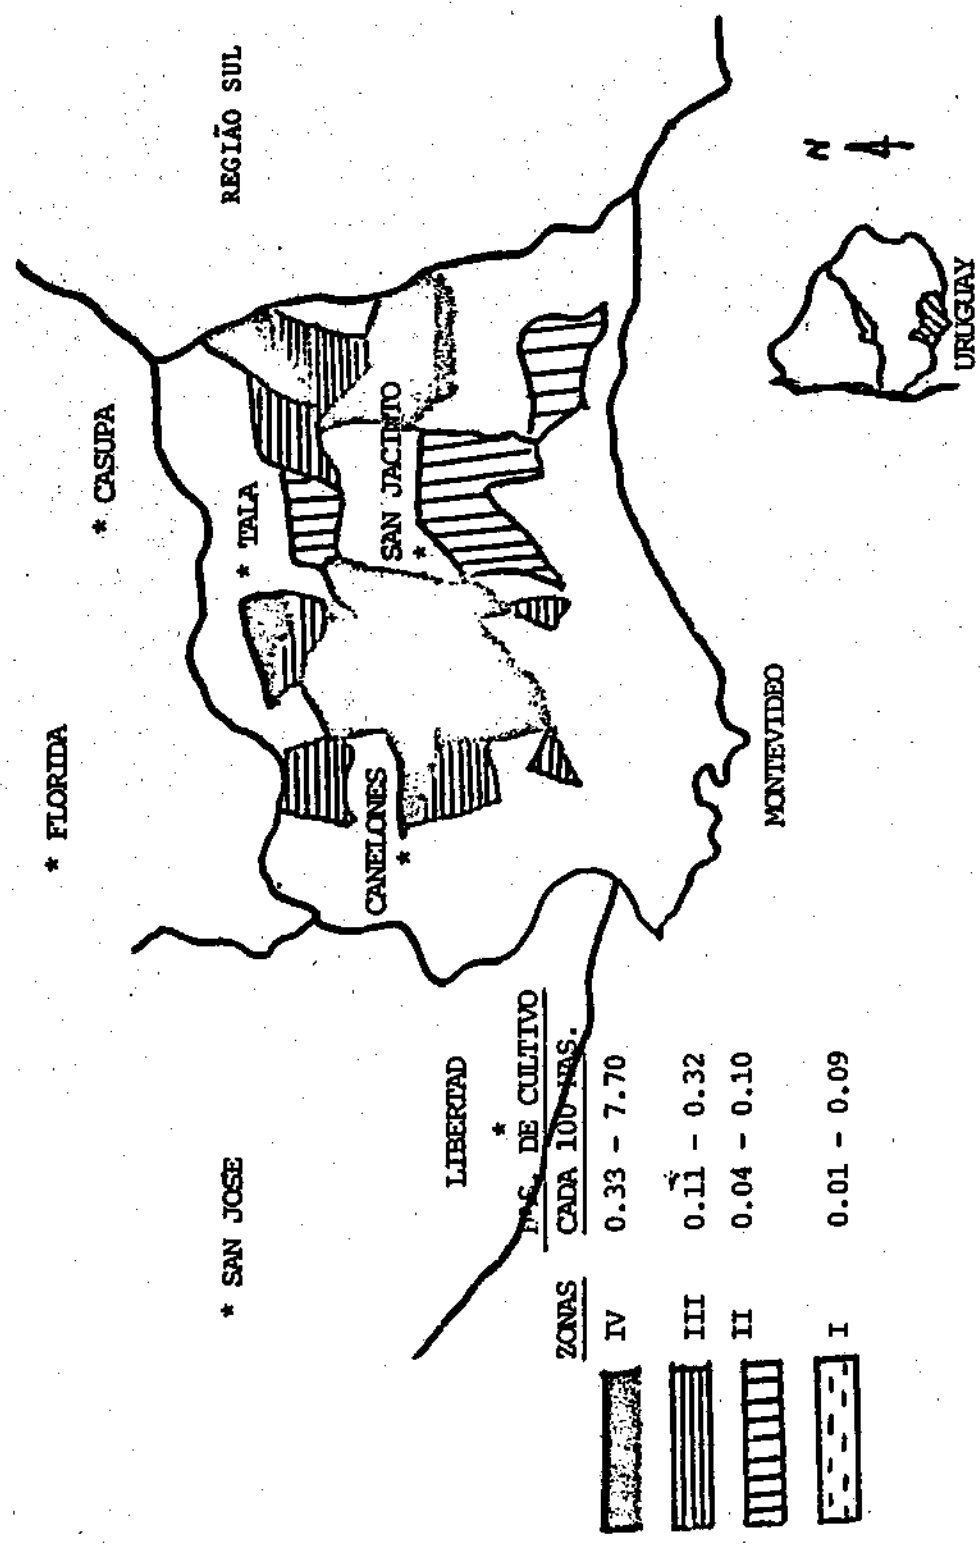 REGIÃO SUL
* CASUPA
* FLORIDA
* TALA
* SAN JOSE
SAN JACINTO
*
CANELONES
*
LIBERTAD
*
MONTEVIDEO
N
URUGUAY
DE CULTIVO
ZONAS CADA 100 HAS.
IV 0.33 - 7.70
III 0.11 - 0.32
II 0.04 - 0.10
I 0.01 - 0.09